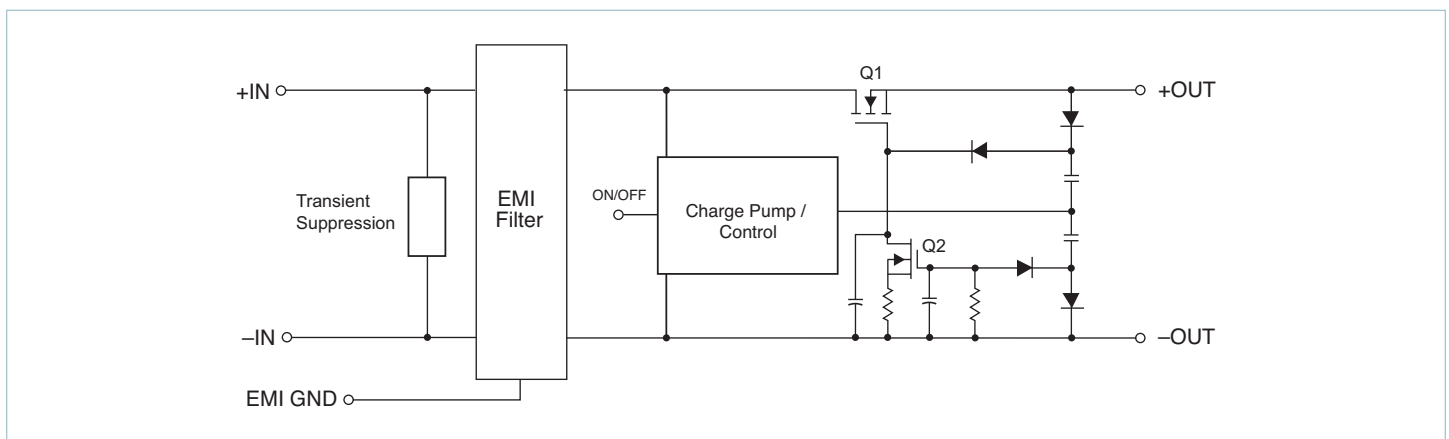 Q1
+IN
+OUT
ON/OFF
Transient
Suppression
EMI
Filter
Charge Pump /
Control
Q2
–IN
–OUT
EMI GND